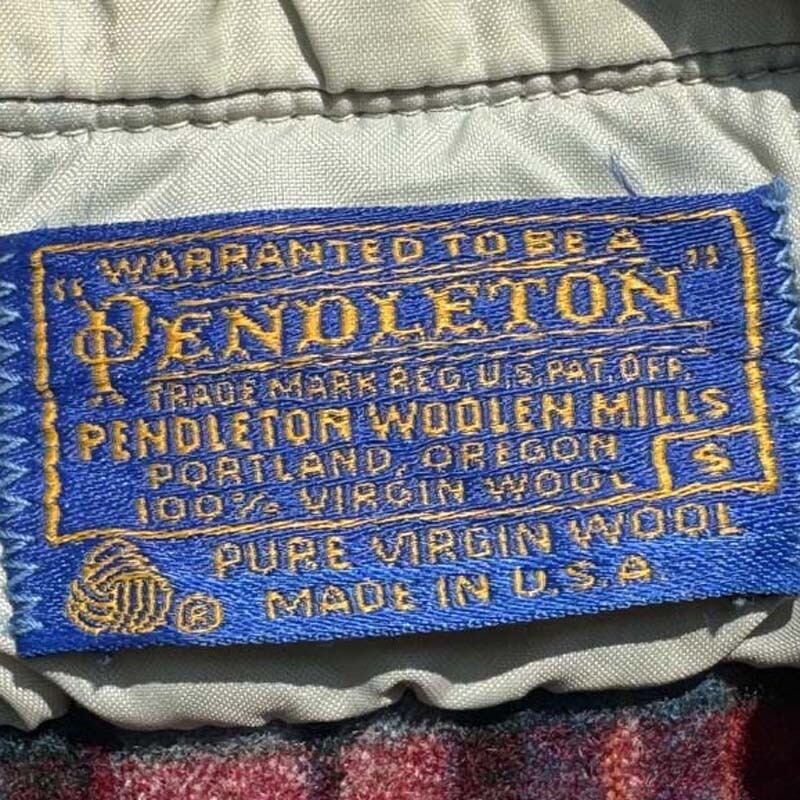 "WARRANTED TO BE A
PENDLETON"
TRADE MARK REG. U.S. PAT. OFF.
PENDLETON WOOLEN MILLS
PORTLAND, OREGON
100% VIRGIN WOOL
S
PURE VIRGIN WOOL
® MADE IN U.S.A.